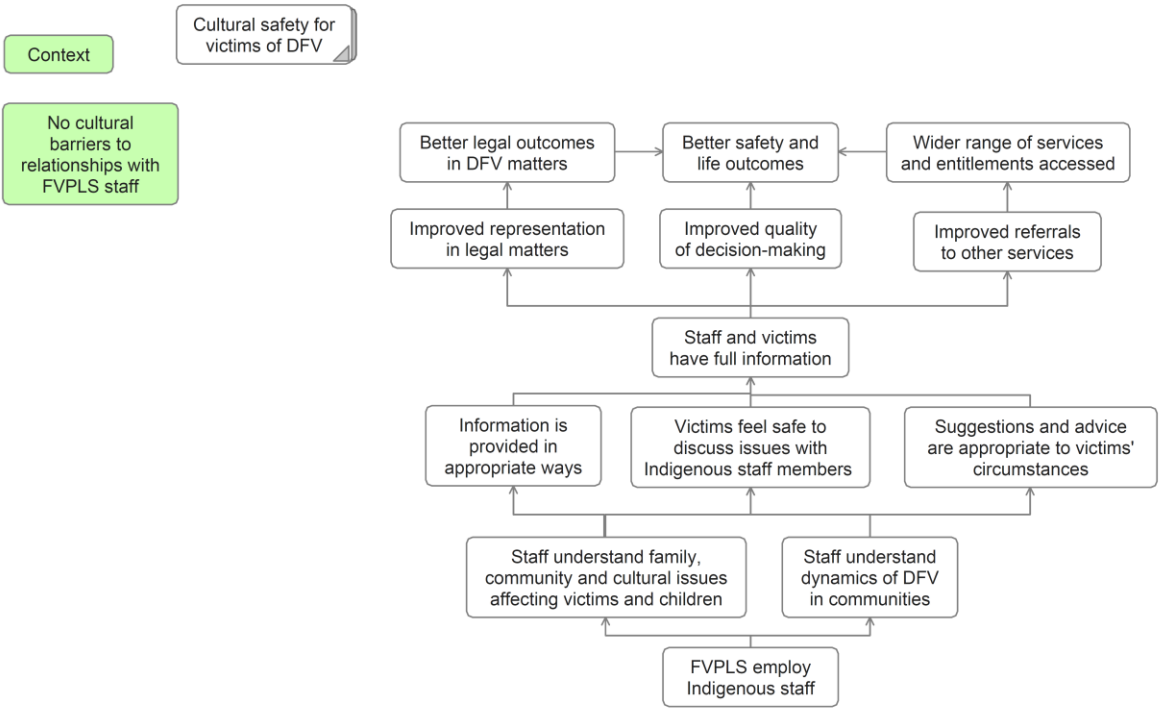 Cultural safety for
victims of DFV
Context
No cultural
barriers to
relationships with
FVPLS staff
Better legal outcomes
in DFV matters
Better safety and
life outcomes
Wider range of services
and entitlements accessed
Improved representation
in legal matters
Improved quality
of decision-making
Improved referrals
to other services
Staff and victims
have full information
Information is
provided in
appropriate ways
Victims feel safe to
discuss issues with
Indigenous staff members
Suggestions and advice
are appropriate to victims'
circumstances
Staff understand family,
community and cultural issues
affecting victims and children
Staff understand
dynamics of DFV
in communities
FVPLS employ
Indigenous staff